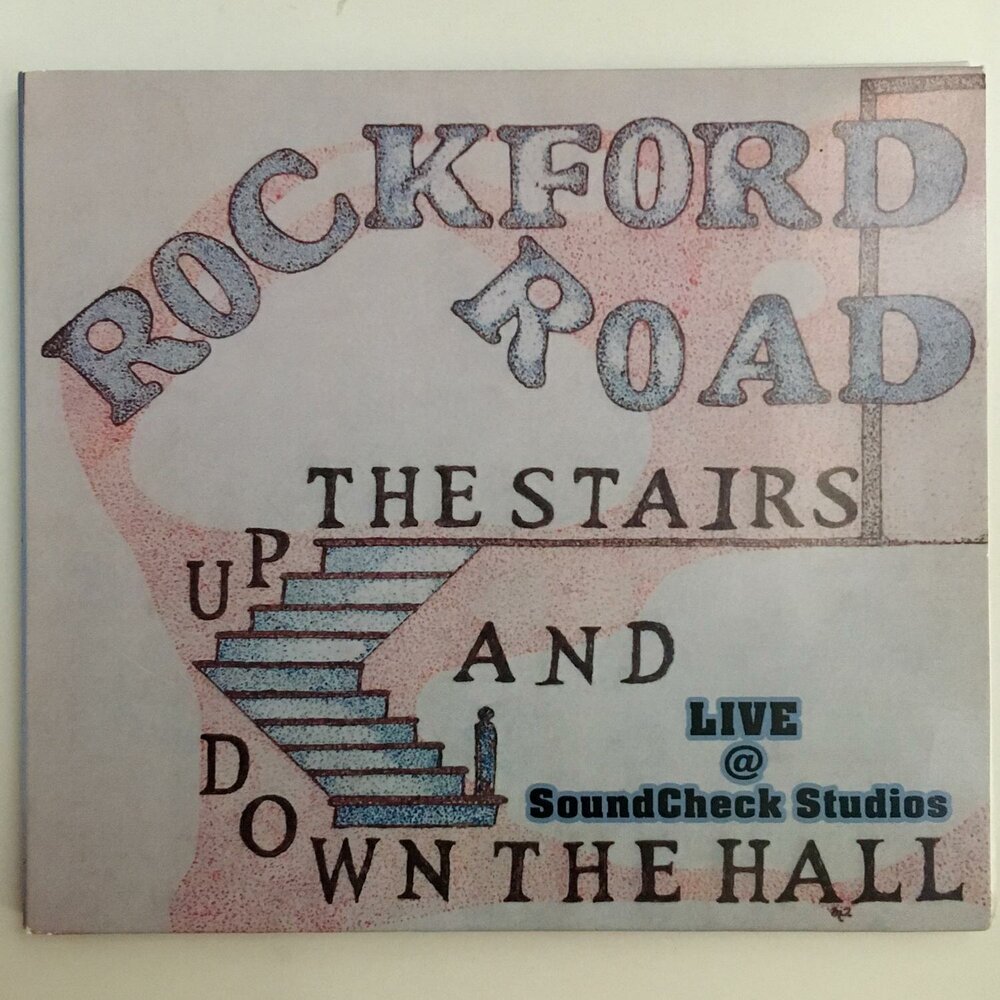 ROCKFORD
ROAD
UP THE STAIRS
AND
DOWN THE HALL
LIVE
@
SoundCheck Studios